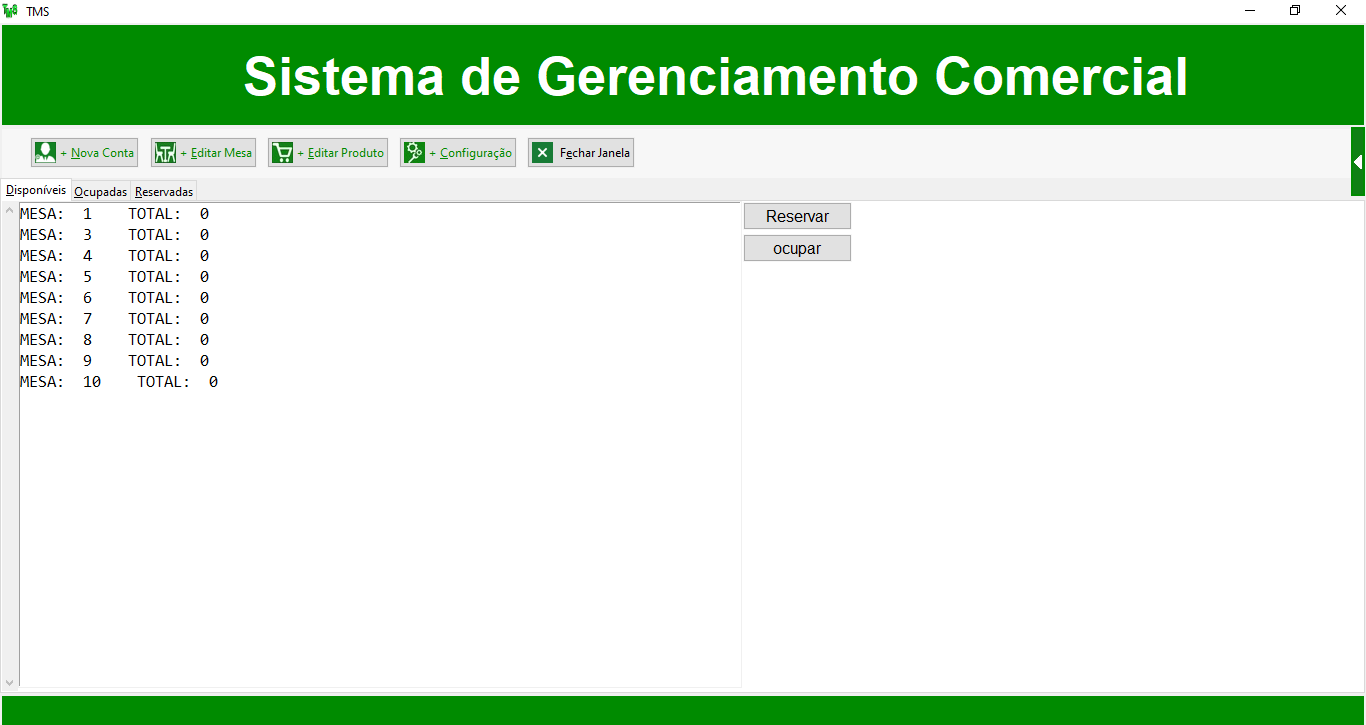 TMS
Sistema de Gerenciamento Comercial
+ Nova Conta + Editar Mesa + Editar Produto + Configuração Fechar Janela
Disponíveis Ocupadas Reservadas
MESA: 1 TOTAL: 0
MESA: 3 TOTAL: 0
MESA: 4 TOTAL: 0
MESA: 5 TOTAL: 0
MESA: 6 TOTAL: 0
MESA: 7 TOTAL: 0
MESA: 8 TOTAL: 0
MESA: 9 TOTAL: 0
MESA: 10 TOTAL: 0
Reservar
ocupar